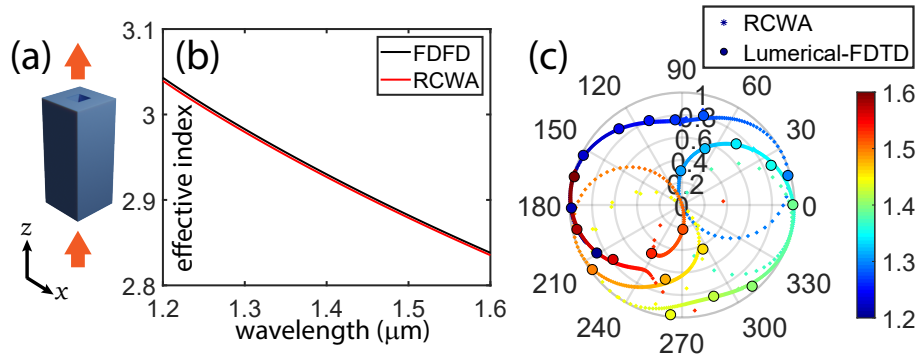 (a)
z
x
(b)
3.1
3
2.9
2.8
effective index
FDFD
RCWA
1.2
1.3
1.4
1.5
1.6
wavelength (μm)
(c)
RCWA
Lumerical-FDTD
90
60
30
0
330
300
270
240
210
180
150
120
1
0.8
0.6
0.4
0.2
0
1.6
1.5
1.4
1.3
1.2